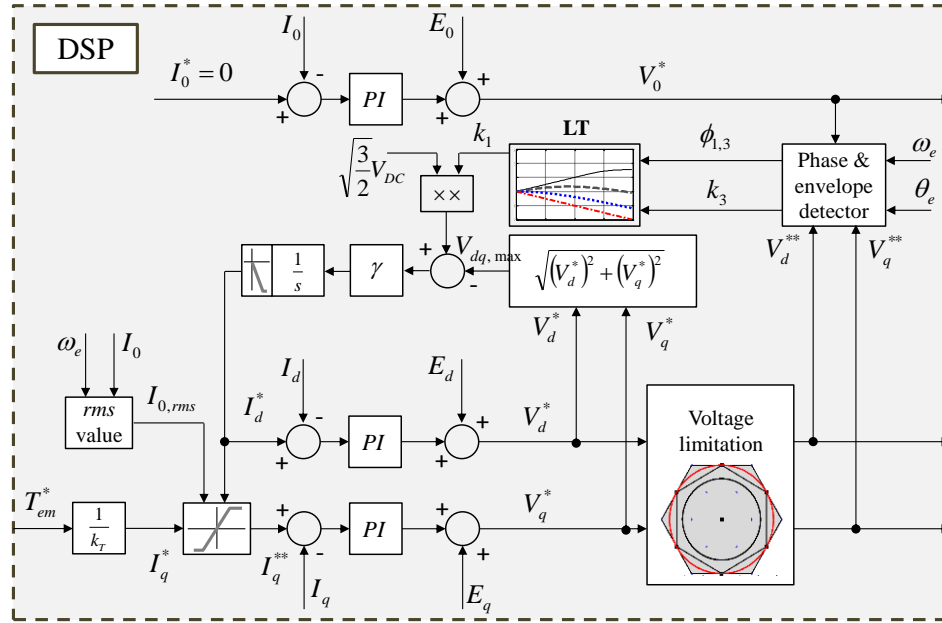 DSP
I_0
E_0
I_0^* = 0
-
+
PI
+
+
V_0^*
LT
k_1
√(3/2) V_{DC}
××
ϕ_{1,3}
k_3
Phase &
envelope
detector
ω_e
θ_e
V_d^{**}
V_q^{**}
+
V_{dq, max}
-
1/s
γ
√((V_d^*)^2 + (V_q^*)^2)
V_d^*
V_q^*
ω_e
I_0
rms
value
I_{0,rms}
I_d
E_d
I_d^*
-
+
PI
+
+
V_d^*
Voltage
limitation
T_{em}^*
1/k_T
I_q^*
I_q^{**}
+
-
PI
+
+
V_q^*
I_q
E_q